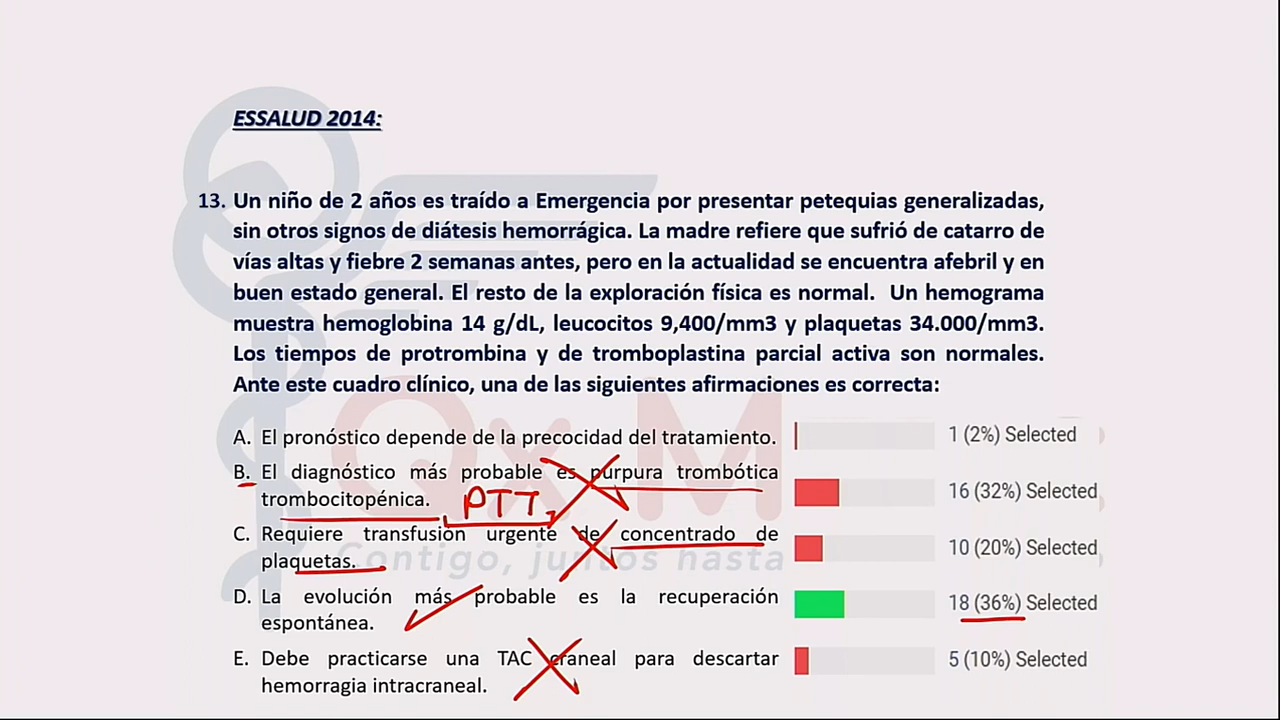 ESSALUD 2014:
13. Un niño de 2 años es traído a Emergencia por presentar petequias generalizadas,
sin otros signos de diátesis hemorrágica. La madre refiere que sufrió de catarro de
vías altas y fiebre 2 semanas antes, pero en la actualidad se encuentra afebril y en
buen estado general. El resto de la exploración física es normal. Un hemograma
muestra hemoglobina 14 g/dL, leucocitos 9,400/mm3 y plaquetas 34.000/mm3.
Los tiempos de protrombina y de tromboplastina parcial activa son normales.
Ante este cuadro clínico, una de las siguientes afirmaciones es correcta:
A. El pronóstico depende de la precocidad del tratamiento. 1 (2%) Selected
B. El diagnóstico más probable es púrpura trombótica
trombocitopénica. PTT 16 (32%) Selected
C. Requiere transfusión urgente de concentrado de
plaquetas. 10 (20%) Selected
D. La evolución más probable es la recuperación
espontánea. 18 (36%) Selected
E. Debe practicarse una TAC craneal para descartar
hemorragia intracraneal. 5 (10%) Selected
QxM
Contigo, juntos hasta